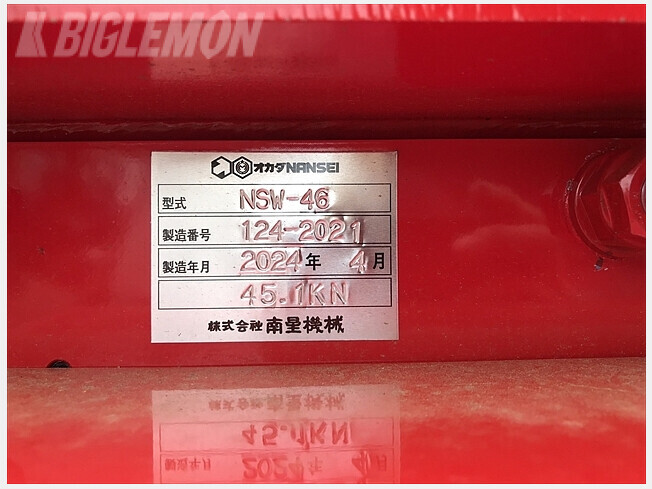 BIGLEMON
オカダNANSEI
型式 NSW-46
製造番号 124-2021
製造年月 2024年 4月
45.1KN
株式会社 南星機械